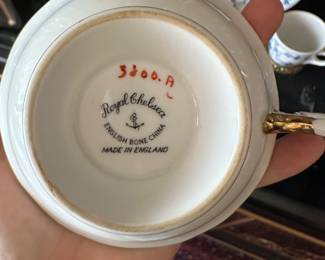 3800.A
Royal Chelsea
ENGLISH BONE CHINA
MADE IN ENGLAND